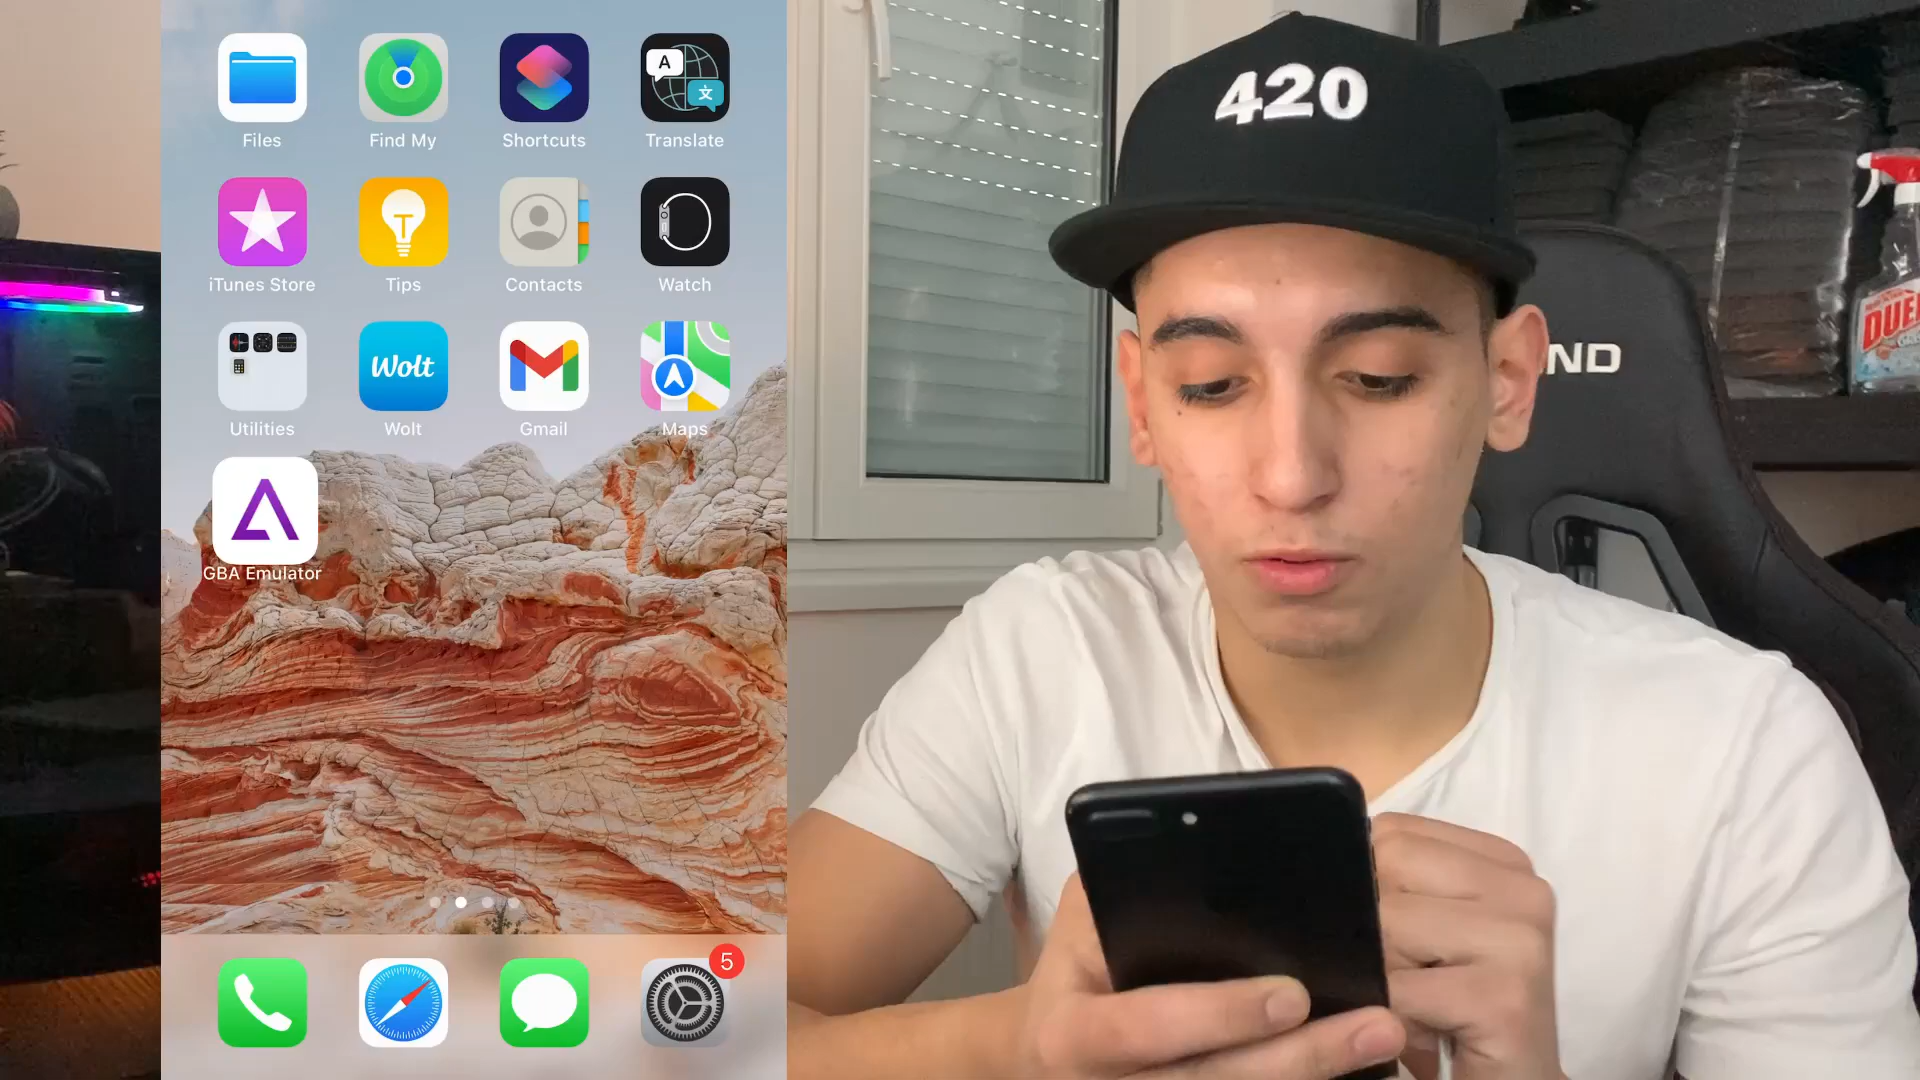 A
文
Files
Find My
Shortcuts
Translate
iTunes Store
Tips
Contacts
Watch
Wolt
Utilities
Wolt
Gmail
Maps
GBA Emulator
5
420
ND
DUE